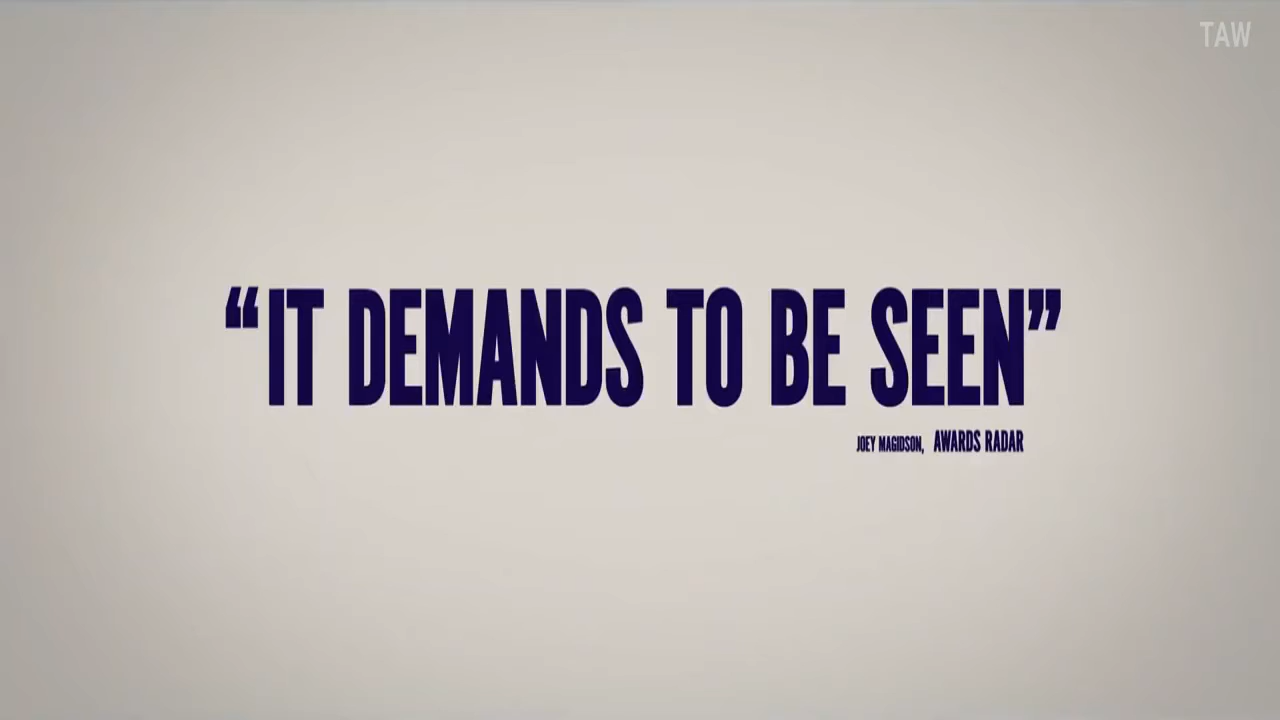 TAW
“IT DEMANDS TO BE SEEN”
JOEY MAGIDSON, AWARDS RADAR